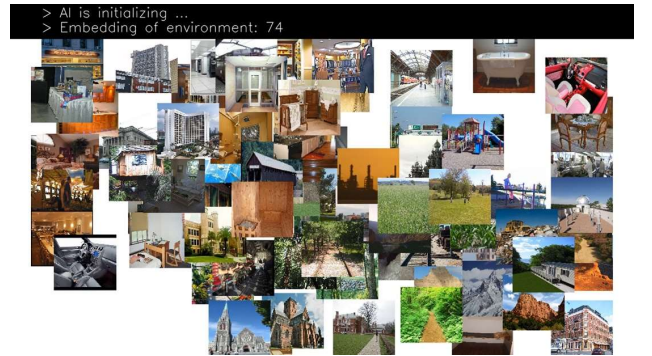 > AI is initializing ...
> Embedding of environment: 74